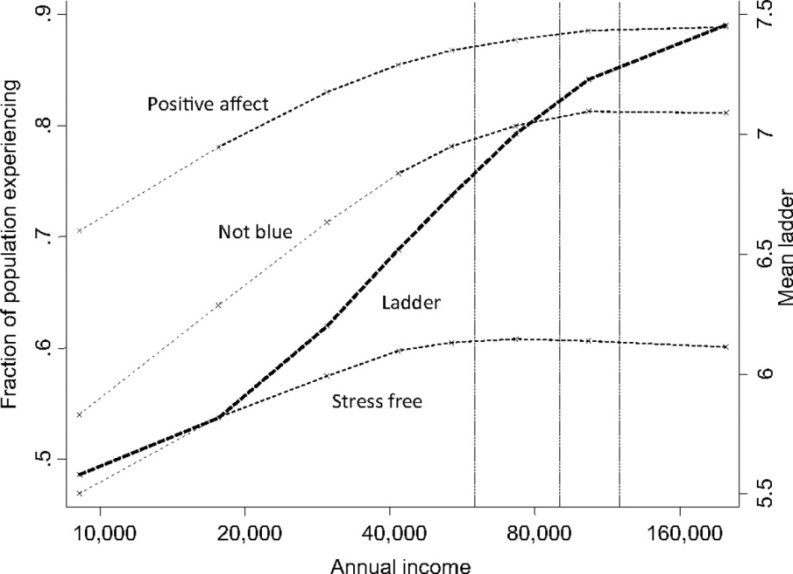 .9
.8
.7
.6
.5
Fraction of population experiencing
Positive affect
Not blue
Ladder
Stress free
7.5
7
6.5
6
5.5
Mean ladder
10,000 20,000 40,000 80,000 160,000
Annual income